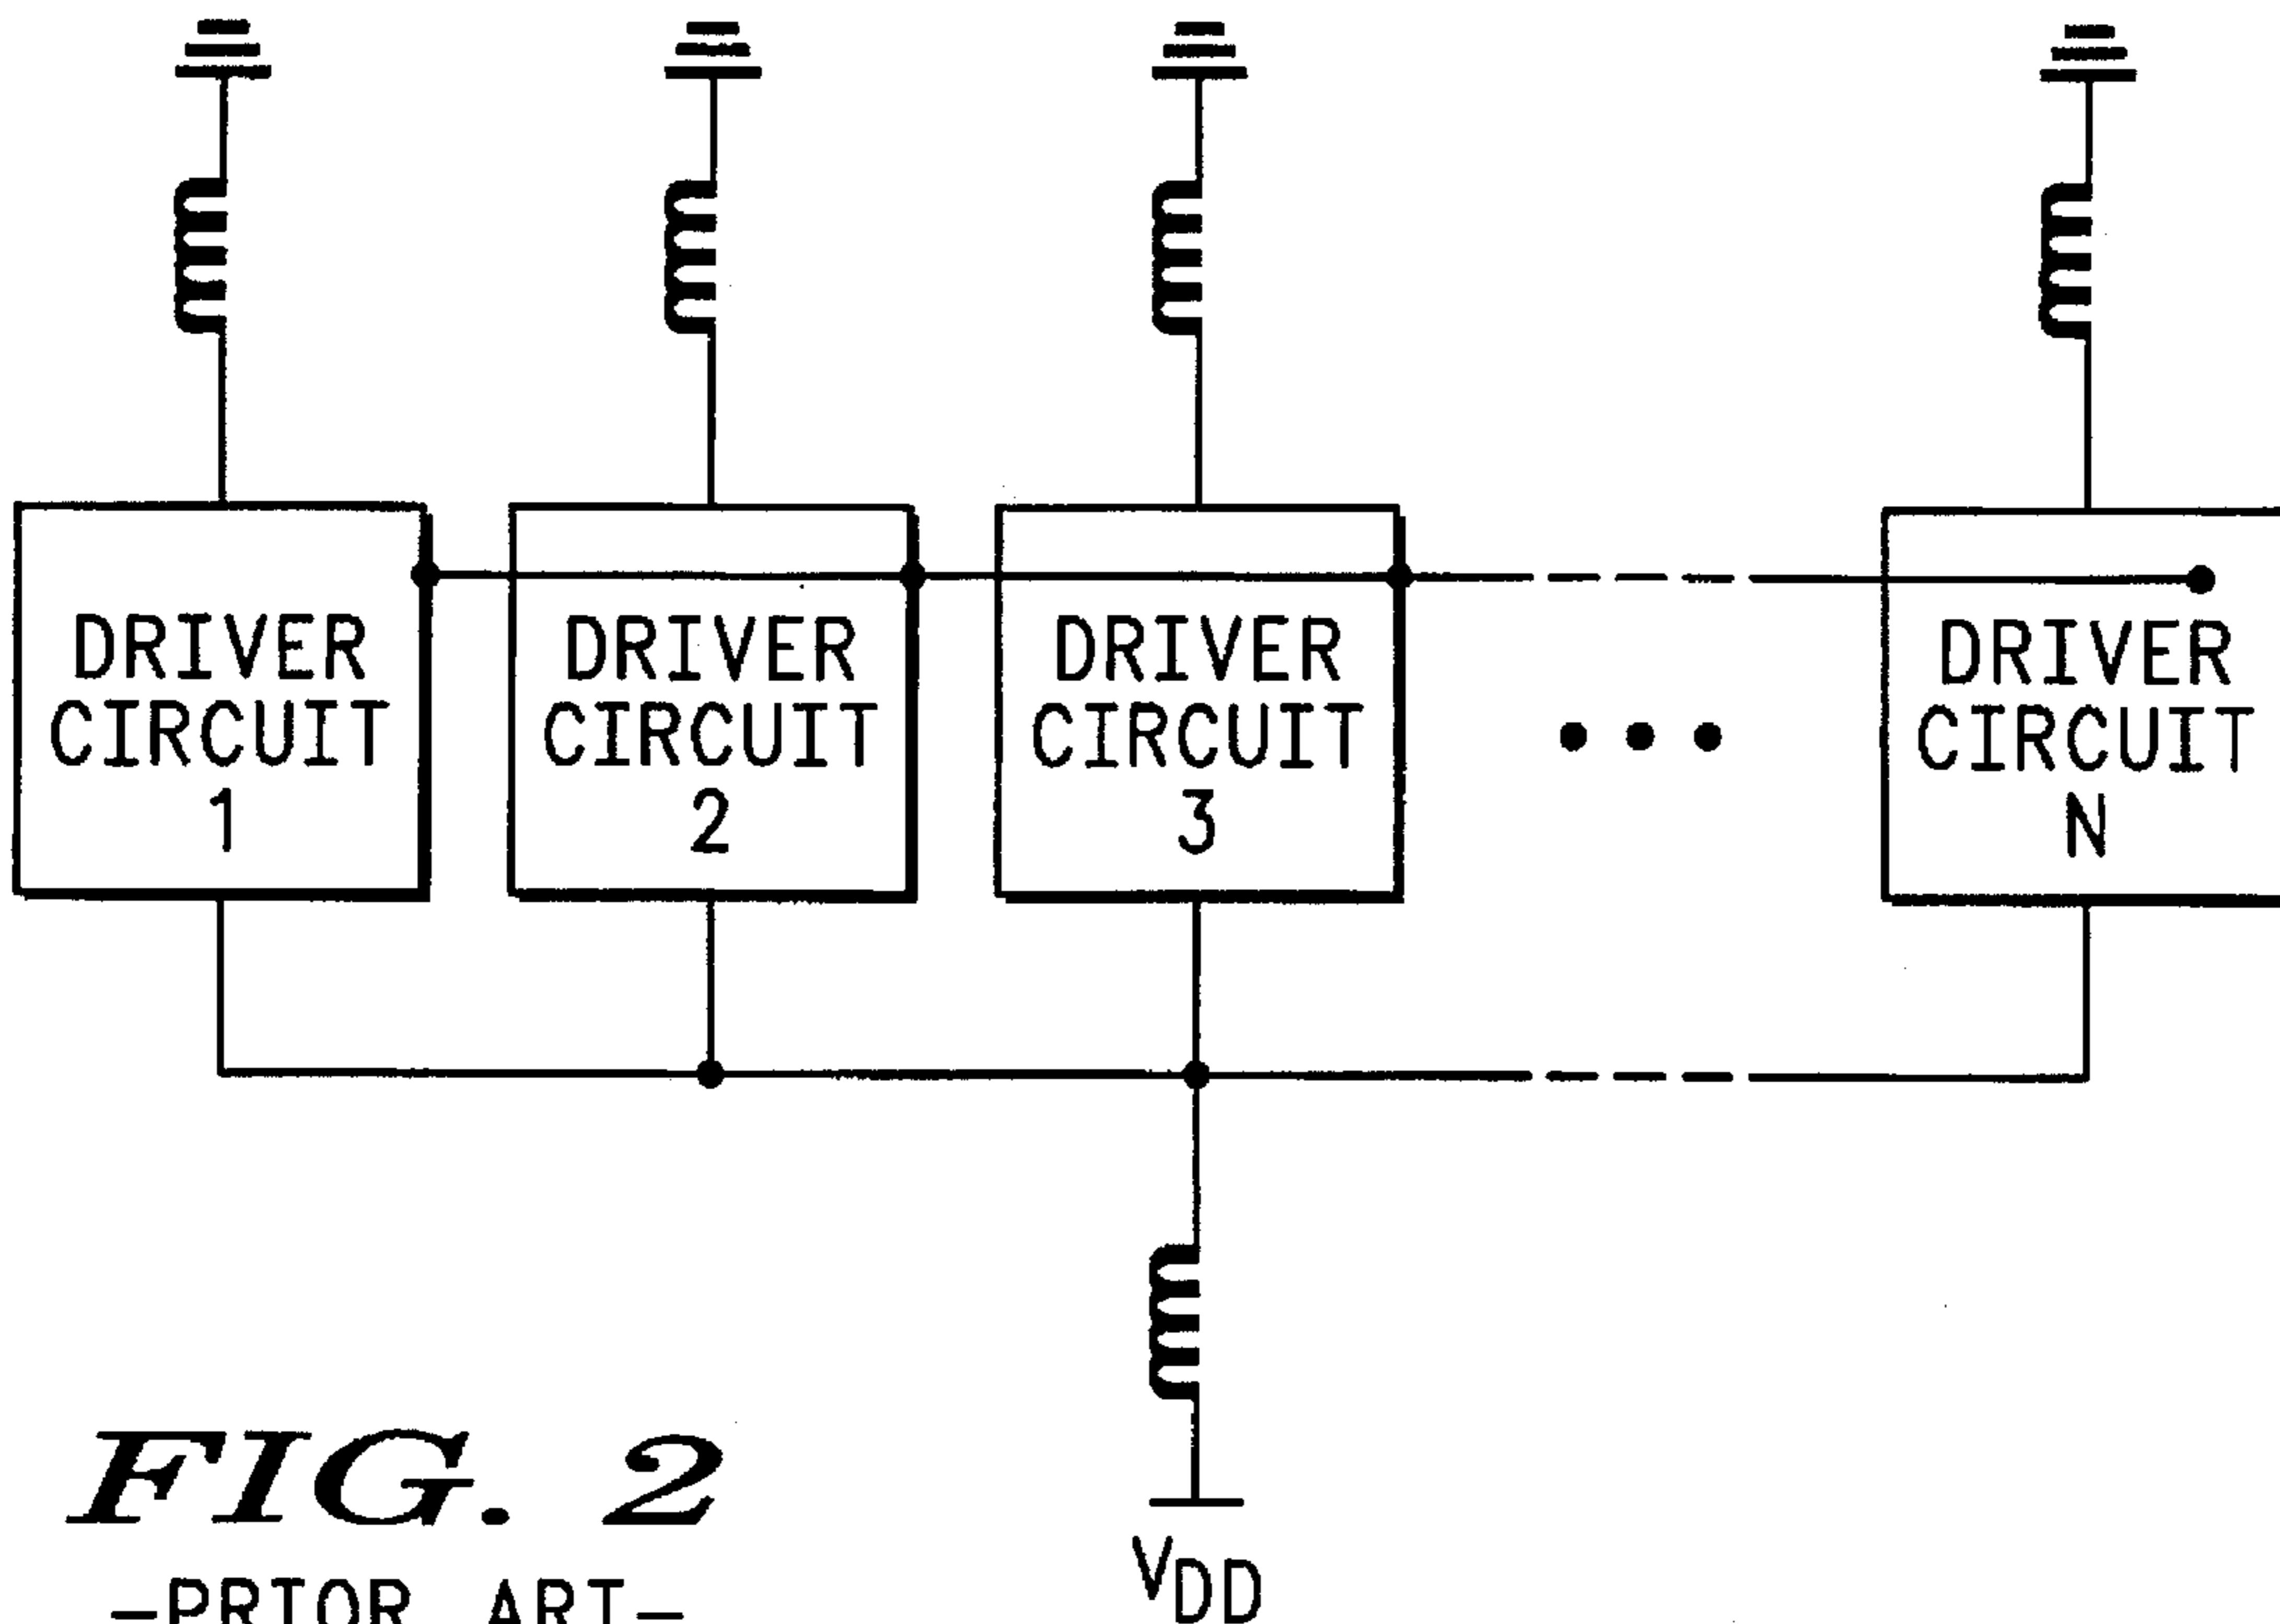 DRIVER
CIRCUIT
1
DRIVER
CIRCUIT
2
DRIVER
CIRCUIT
3
DRIVER
CIRCUIT
N
VDD
FIG. 2
-PRIOR ART-